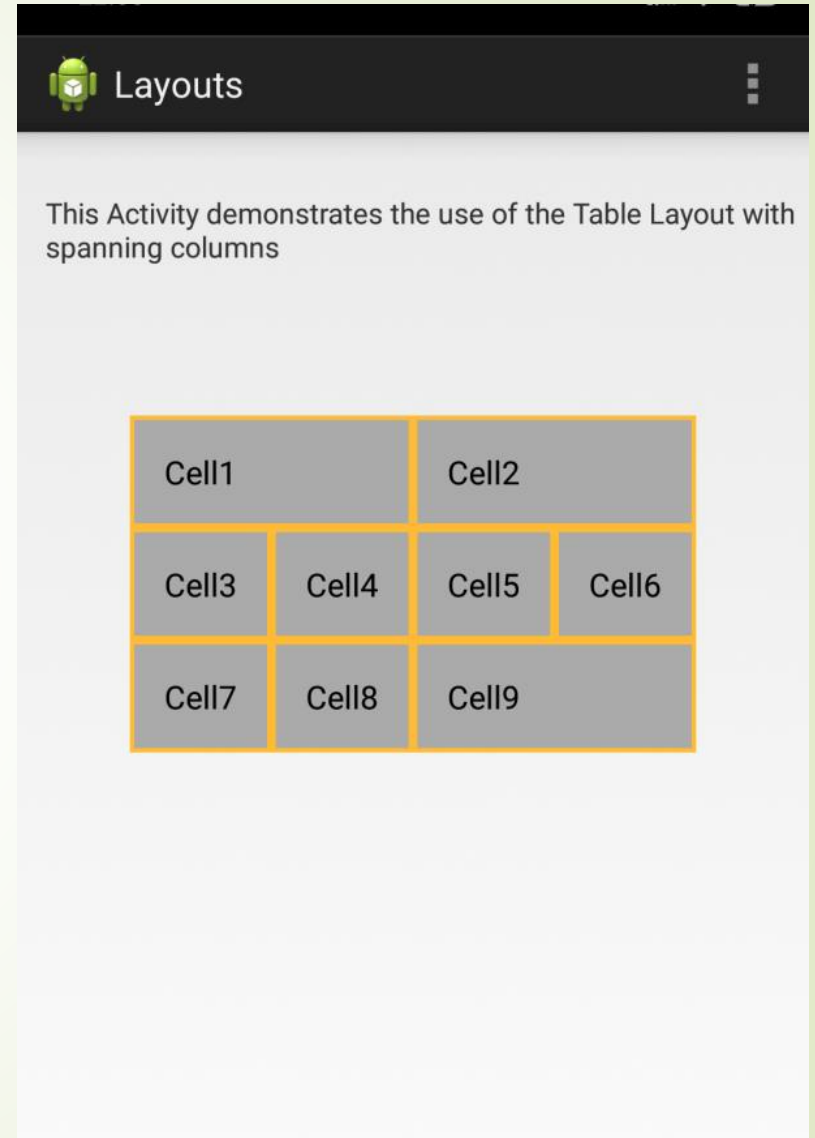 Layouts
This Activity demonstrates the use of the Table Layout with
spanning columns
Cell1 Cell2
Cell3 Cell4 Cell5 Cell6
Cell7 Cell8 Cell9